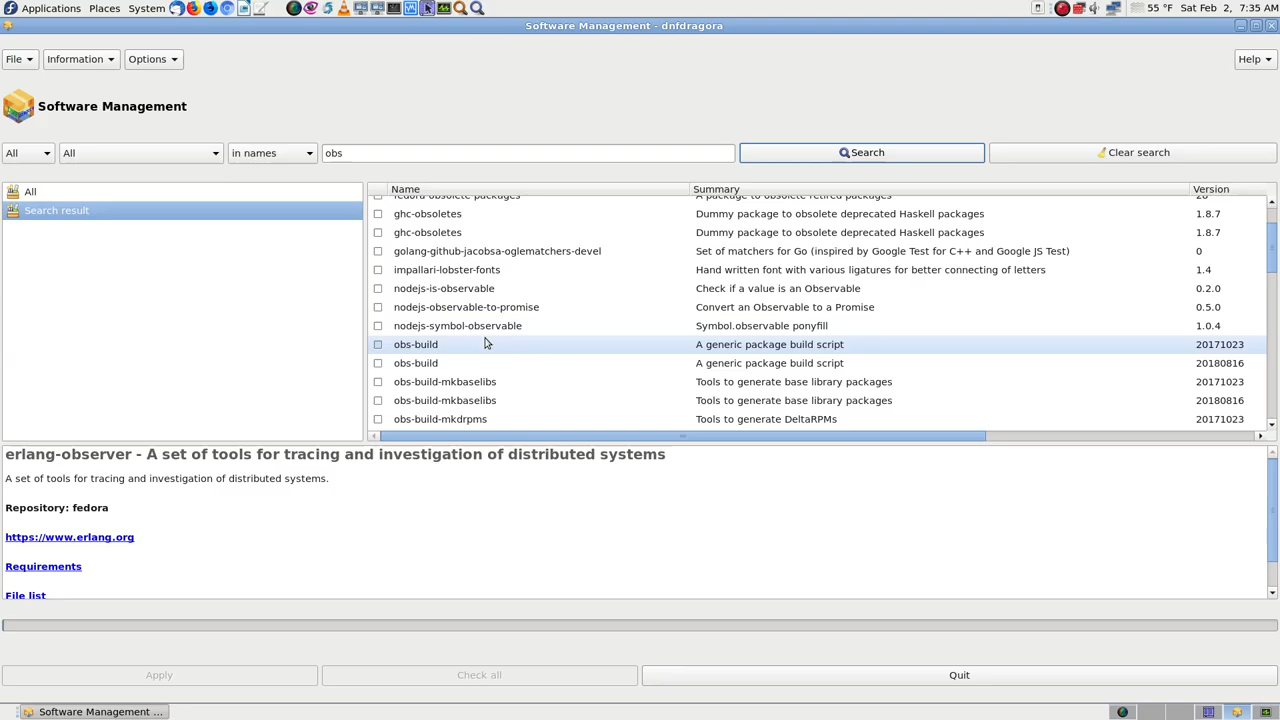 Applications Places System 55 °F Sat Feb 2, 7:35 AM
Software Management - dnfdragora
File Information Options Help
Software Management
All All in names obs Search Clear search
All
Search result
Name Summary Version
fedora-obsolete-packages A package to obsolete retired packages 28
ghc-obsoletes Dummy package to obsolete deprecated Haskell packages 1.8.7
ghc-obsoletes Dummy package to obsolete deprecated Haskell packages 1.8.7
golang-github-jacobsa-oglematchers-devel Set of matchers for Go (inspired by Google Test for C++ and Google JS Test) 0
impallari-lobster-fonts Hand written font with various ligatures for better connecting of letters 1.4
nodejs-is-observable Check if a value is an Observable 0.2.0
nodejs-observable-to-promise Convert an Observable to a Promise 0.5.0
nodejs-symbol-observable Symbol.observable ponyfill 1.0.4
obs-build A generic package build script 20171023
obs-build A generic package build script 20180816
obs-build-mkbaselibs Tools to generate base library packages 20171023
obs-build-mkbaselibs Tools to generate base library packages 20180816
obs-build-mkdrpms Tools to generate DeltaRPMs 20171023
erlang-observer - A set of tools for tracing and investigation of distributed systems
A set of tools for tracing and investigation of distributed systems.
Repository: fedora
https://www.erlang.org
Requirements
File list
Apply Check all Quit
Software Management ...